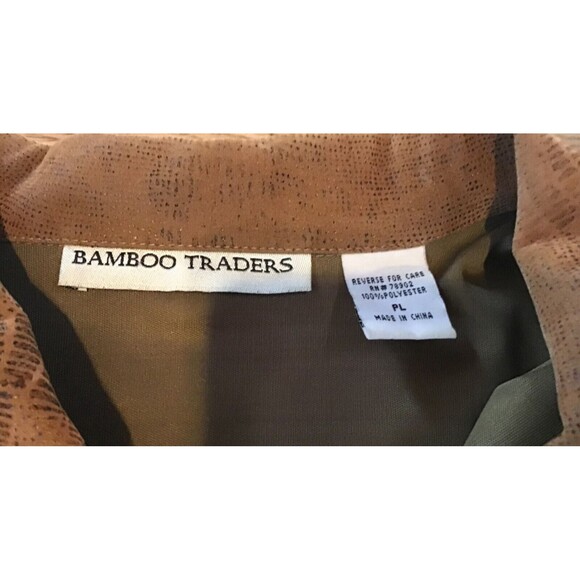 BAMBOO TRADERS
REVERSE FOR CARE
RN# 78902
100%POLYESTER
PL
MADE IN CHINA